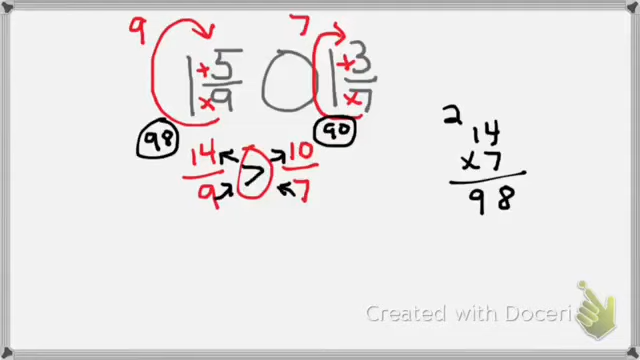 9 7
1 5/9 ○ 1 3/7
+ +
× ×
98 90
14/9 > 10/7
2
14
×7
98
Created with Doceri